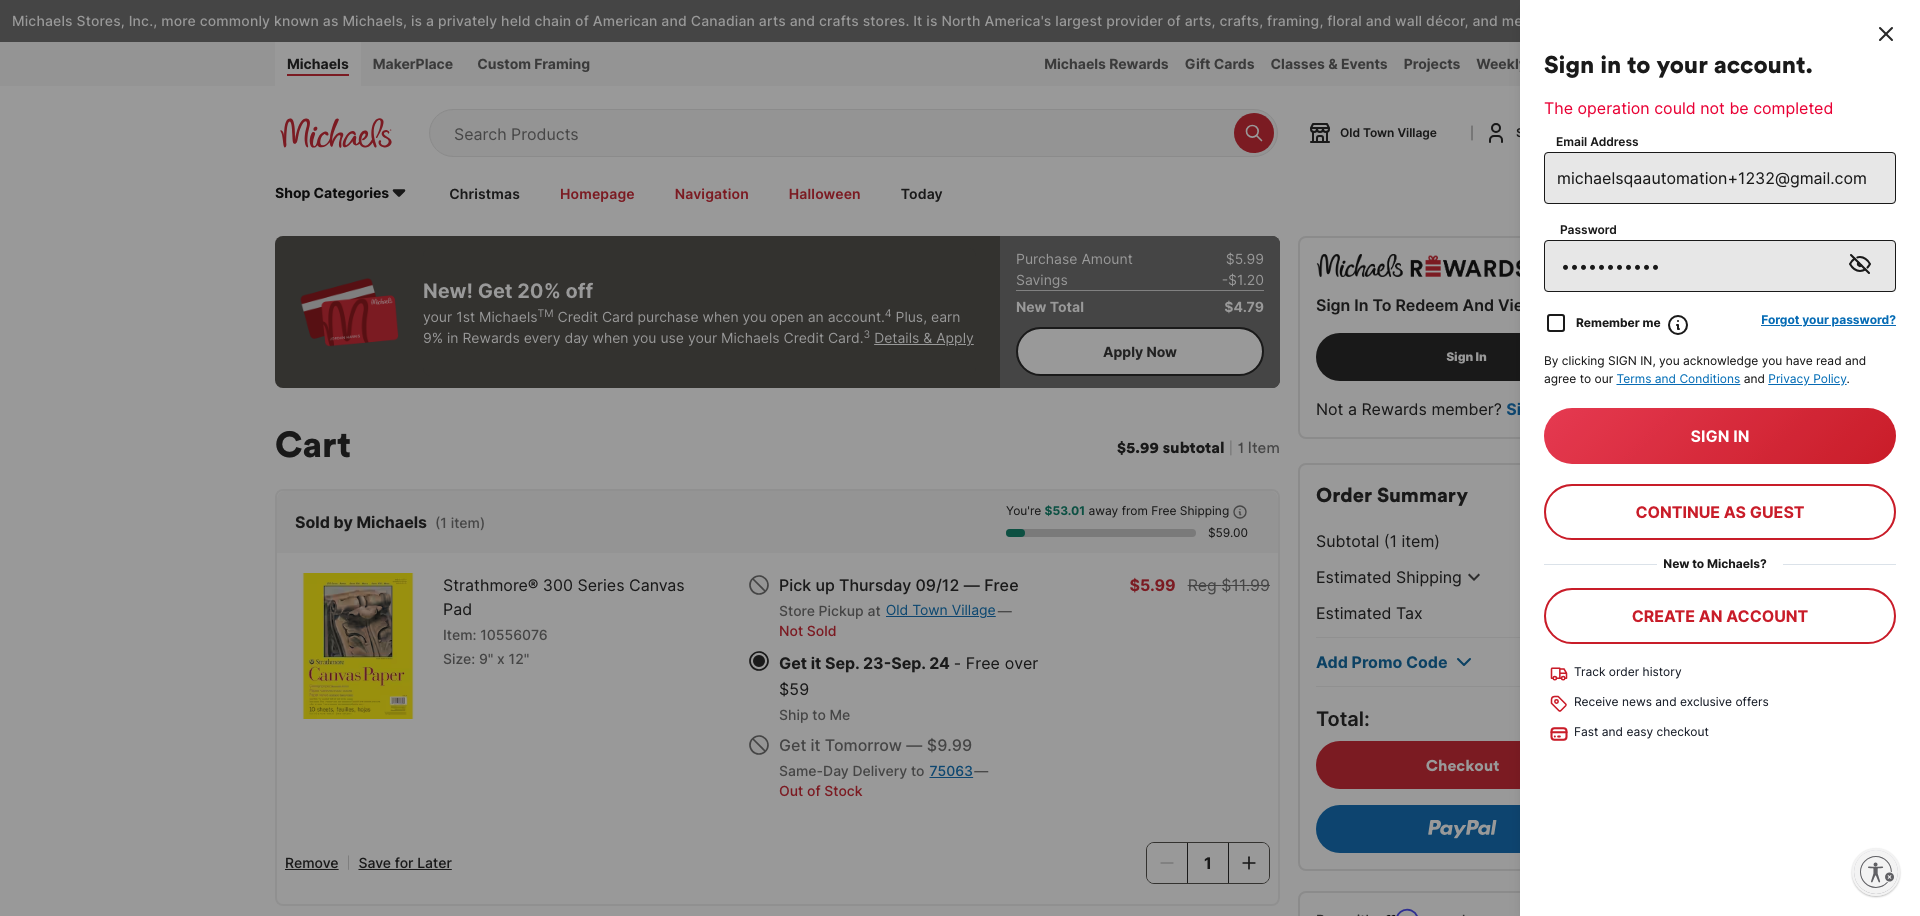 Michaels Stores, Inc., more commonly known as Michaels, is a privately held chain of American and Canadian arts and crafts stores. It is North America's largest provider of arts, crafts, framing, floral and wall décor, and
Michaels
MakerPlace
Custom Framing
Michaels Rewards
Gift Cards
Classes & Events
Projects
Michaels
Search Products
Old Town Village
Shop Categories
Christmas
Homepage
Navigation
Halloween
Today
New! Get 20% off
your 1st Michaels™ Credit Card purchase when you open an account.⁴ Plus, earn
9% in Rewards every day when you use your Michaels Credit Card.³ Details & Apply
Purchase Amount $5.99
Savings -$1.20
New Total $4.79
Apply Now
Michaels REWARDS
Sign In To Redeem And
Sign In
Not a Rewards member?
Cart
$5.99 subtotal | 1 Item
Sold by Michaels (1 item)
You're $53.01 away from Free Shipping
$59.00
Strathmore
Canvas Paper
Strathmore® 300 Series Canvas
Pad
Item: 10556076
Size: 9" x 12"
Pick up Thursday 09/12 — Free
Store Pickup at Old Town Village—
Not Sold
Get it Sep. 23-Sep. 24 - Free over
$59
Ship to Me
Get it Tomorrow — $9.99
Same-Day Delivery to 75063—
Out of Stock
$5.99 Reg $11.99
Remove | Save for Later
1
Order Summary
Subtotal (1 item)
Estimated Shipping
Estimated Tax
Add Promo Code
Total:
Checkout
PayPal
Sign in to your account.
The operation could not be completed
Email Address
michaelsqaautomation+1232@gmail.com
Password
•••••••••••
Remember me
Forgot your password?
By clicking SIGN IN, you acknowledge you have read and
agree to our Terms and Conditions and Privacy Policy.
SIGN IN
CONTINUE AS GUEST
New to Michaels?
CREATE AN ACCOUNT
Track order history
Receive news and exclusive offers
Fast and easy checkout